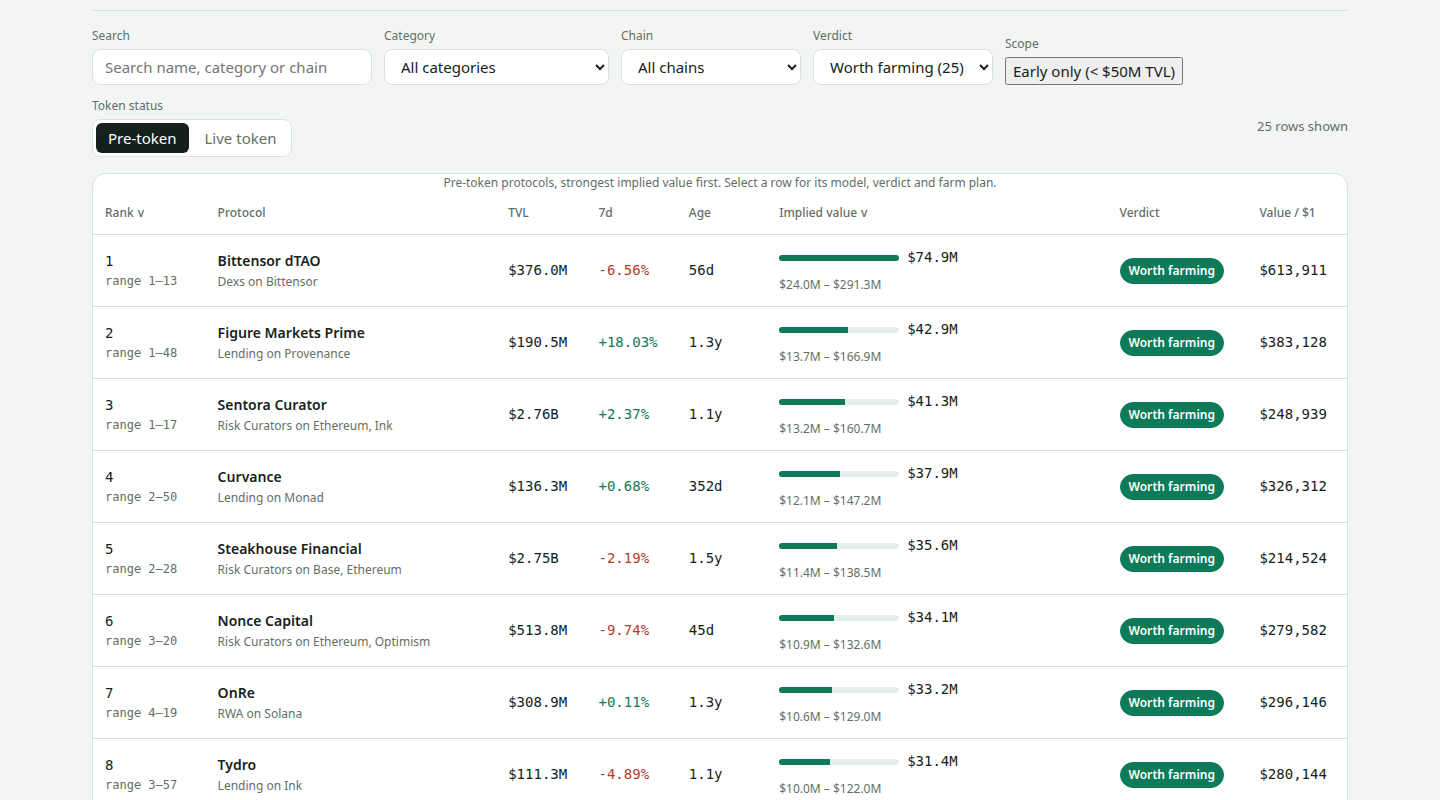 Search
Category
Chain
Verdict
Scope
Search name, category or chain
All categories
All chains
Worth farming (25)
Early only (< $50M TVL)
Token status
Pre-token
Live token
25 rows shown
Pre-token protocols, strongest implied value first. Select a row for its model, verdict and farm plan.
Rank v Protocol TVL 7d Age Implied value v Verdict Value / $1
1 Bittensor dTAO $376.0M -6.56% 56d $74.9M Worth farming $613,911
range 1–13 Dexs on Bittensor $24.0M – $291.3M
2 Figure Markets Prime $190.5M +18.03% 1.3y $42.9M Worth farming $383,128
range 1–48 Lending on Provenance $13.7M – $166.9M
3 Sentora Curator $2.76B +2.37% 1.1y $41.3M Worth farming $248,939
range 1–17 Risk Curators on Ethereum, Ink $13.2M – $160.7M
4 Curvance $136.3M +0.68% 352d $37.9M Worth farming $326,312
range 2–50 Lending on Monad $12.1M – $147.2M
5 Steakhouse Financial $2.75B -2.19% 1.5y $35.6M Worth farming $214,524
range 2–28 Risk Curators on Base, Ethereum $11.4M – $138.5M
6 Nonce Capital $513.8M -9.74% 45d $34.1M Worth farming $279,582
range 3–20 Risk Curators on Ethereum, Optimism $10.9M – $132.6M
7 OnRe $308.9M +0.11% 1.3y $33.2M Worth farming $296,146
range 4–19 RWA on Solana $10.6M – $129.0M
8 Tydro $111.3M -4.89% 1.1y $31.4M Worth farming $280,144
range 3–57 Lending on Ink $10.0M – $122.0M